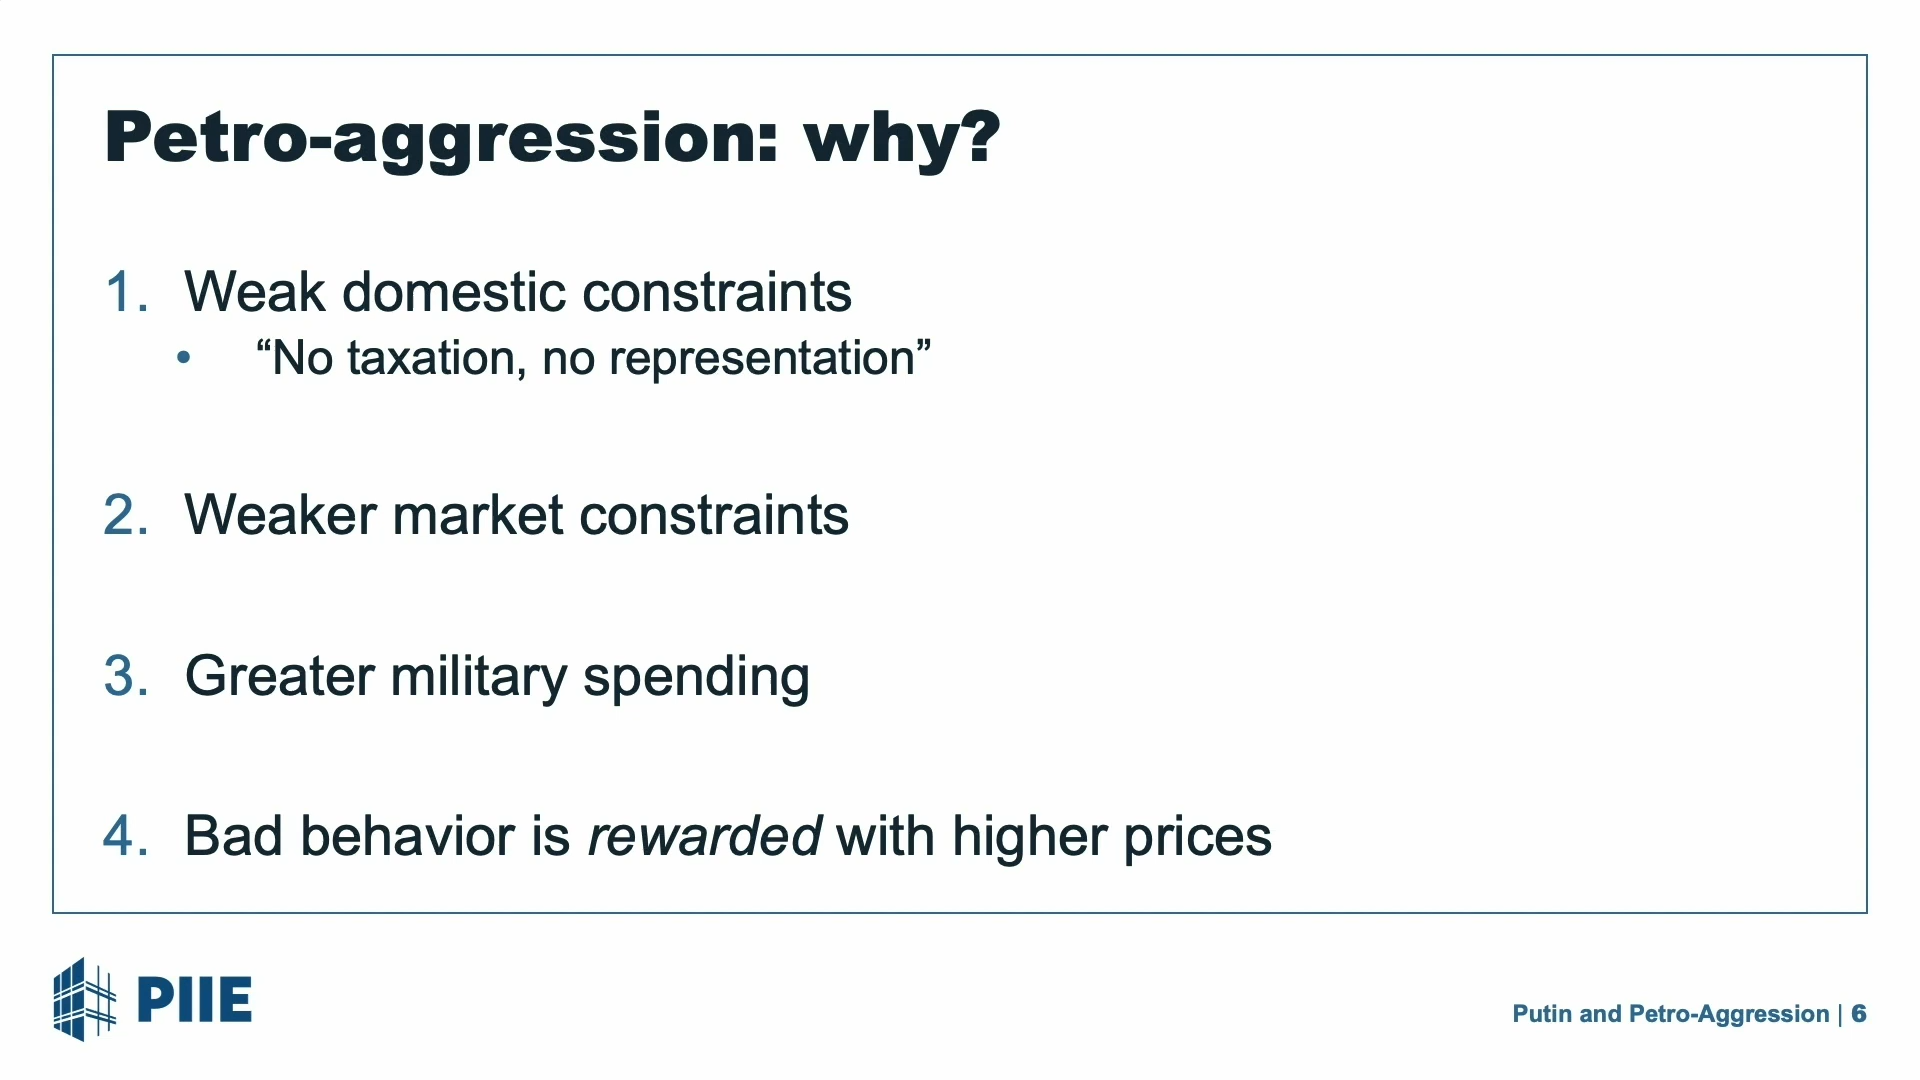 Petro-aggression: why?
1. Weak domestic constraints
• “No taxation, no representation”
2. Weaker market constraints
3. Greater military spending
4. Bad behavior is rewarded with higher prices
PIIE
Putin and Petro-Aggression | 6